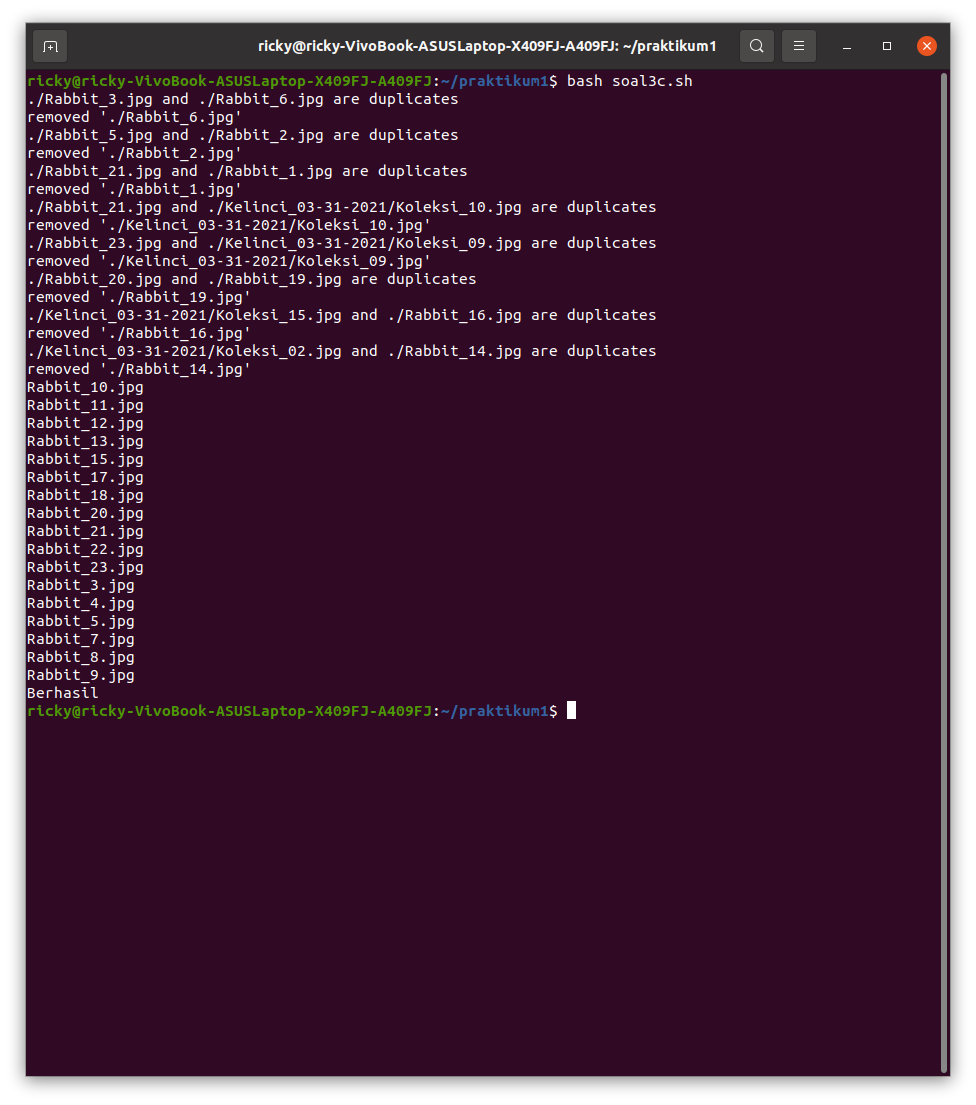 ricky@ricky-VivoBook-ASUSLaptop-X409FJ-A409FJ: ~/praktikum1
ricky@ricky-VivoBook-ASUSLaptop-X409FJ-A409FJ:~/praktikum1$ bash soal3c.sh
./Rabbit_3.jpg and ./Rabbit_6.jpg are duplicates
removed './Rabbit_6.jpg'
./Rabbit_5.jpg and ./Rabbit_2.jpg are duplicates
removed './Rabbit_2.jpg'
./Rabbit_21.jpg and ./Rabbit_1.jpg are duplicates
removed './Rabbit_1.jpg'
./Rabbit_21.jpg and ./Kelinci_03-31-2021/Koleksi_10.jpg are duplicates
removed './Kelinci_03-31-2021/Koleksi_10.jpg'
./Rabbit_23.jpg and ./Kelinci_03-31-2021/Koleksi_09.jpg are duplicates
removed './Kelinci_03-31-2021/Koleksi_09.jpg'
./Rabbit_20.jpg and ./Rabbit_19.jpg are duplicates
removed './Rabbit_19.jpg'
./Kelinci_03-31-2021/Koleksi_15.jpg and ./Rabbit_16.jpg are duplicates
removed './Rabbit_16.jpg'
./Kelinci_03-31-2021/Koleksi_02.jpg and ./Rabbit_14.jpg are duplicates
removed './Rabbit_14.jpg'
Rabbit_10.jpg
Rabbit_11.jpg
Rabbit_12.jpg
Rabbit_13.jpg
Rabbit_15.jpg
Rabbit_17.jpg
Rabbit_18.jpg
Rabbit_20.jpg
Rabbit_21.jpg
Rabbit_22.jpg
Rabbit_23.jpg
Rabbit_3.jpg
Rabbit_4.jpg
Rabbit_5.jpg
Rabbit_7.jpg
Rabbit_8.jpg
Rabbit_9.jpg
Berhasil
ricky@ricky-VivoBook-ASUSLaptop-X409FJ-A409FJ:~/praktikum1$